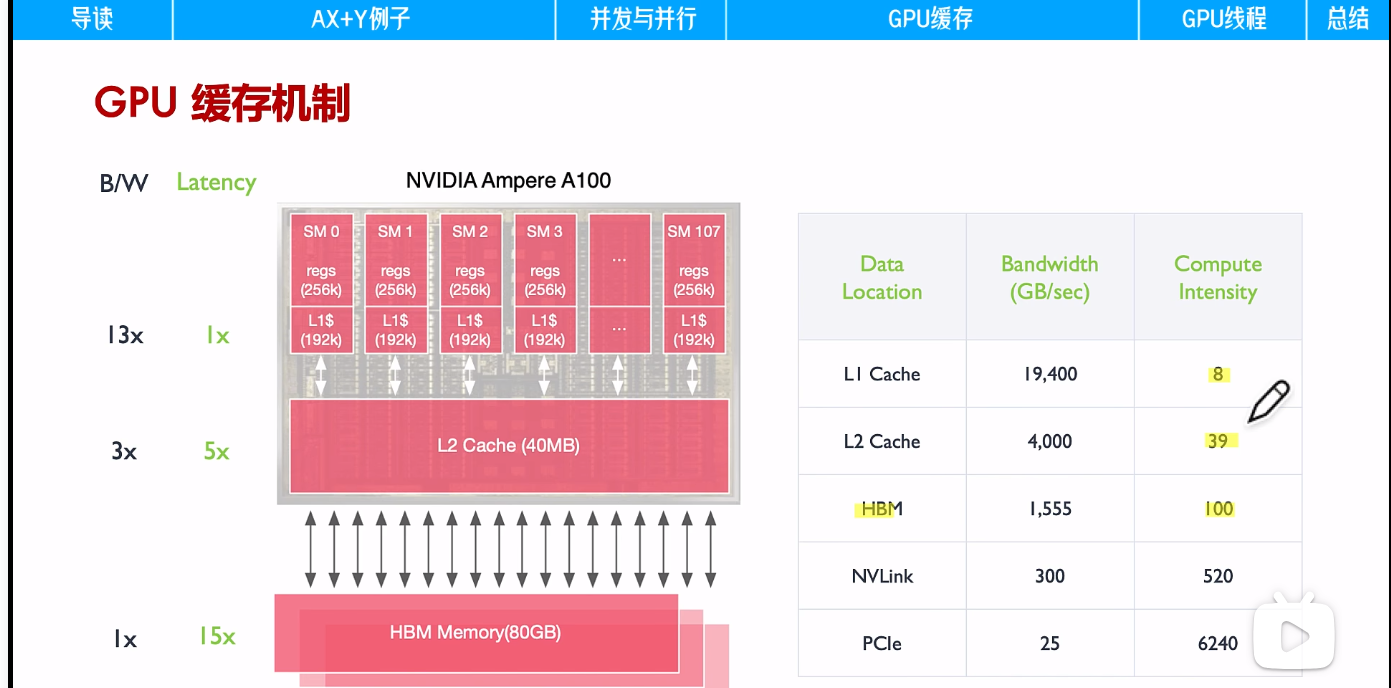 导读 AX+Y例子 并发与并行 GPU缓存 GPU线程 总结
GPU 缓存机制
B/W Latency
NVIDIA Ampere A100
SM 0 SM 1 SM 2 SM 3 ... SM 107
regs regs regs regs regs
(256k) (256k) (256k) (256k) (256k)
L1$ L1$ L1$ L1$ ... L1$
(192k) (192k) (192k) (192k) (192k)
13x 1x
L2 Cache (40MB)
3x 5x
HBM Memory(80GB)
1x 15x
Data Location Bandwidth (GB/sec) Compute Intensity
L1 Cache 19,400 8
L2 Cache 4,000 39
HBM 1,555 100
NVLink 300 520
PCIe 25 6240